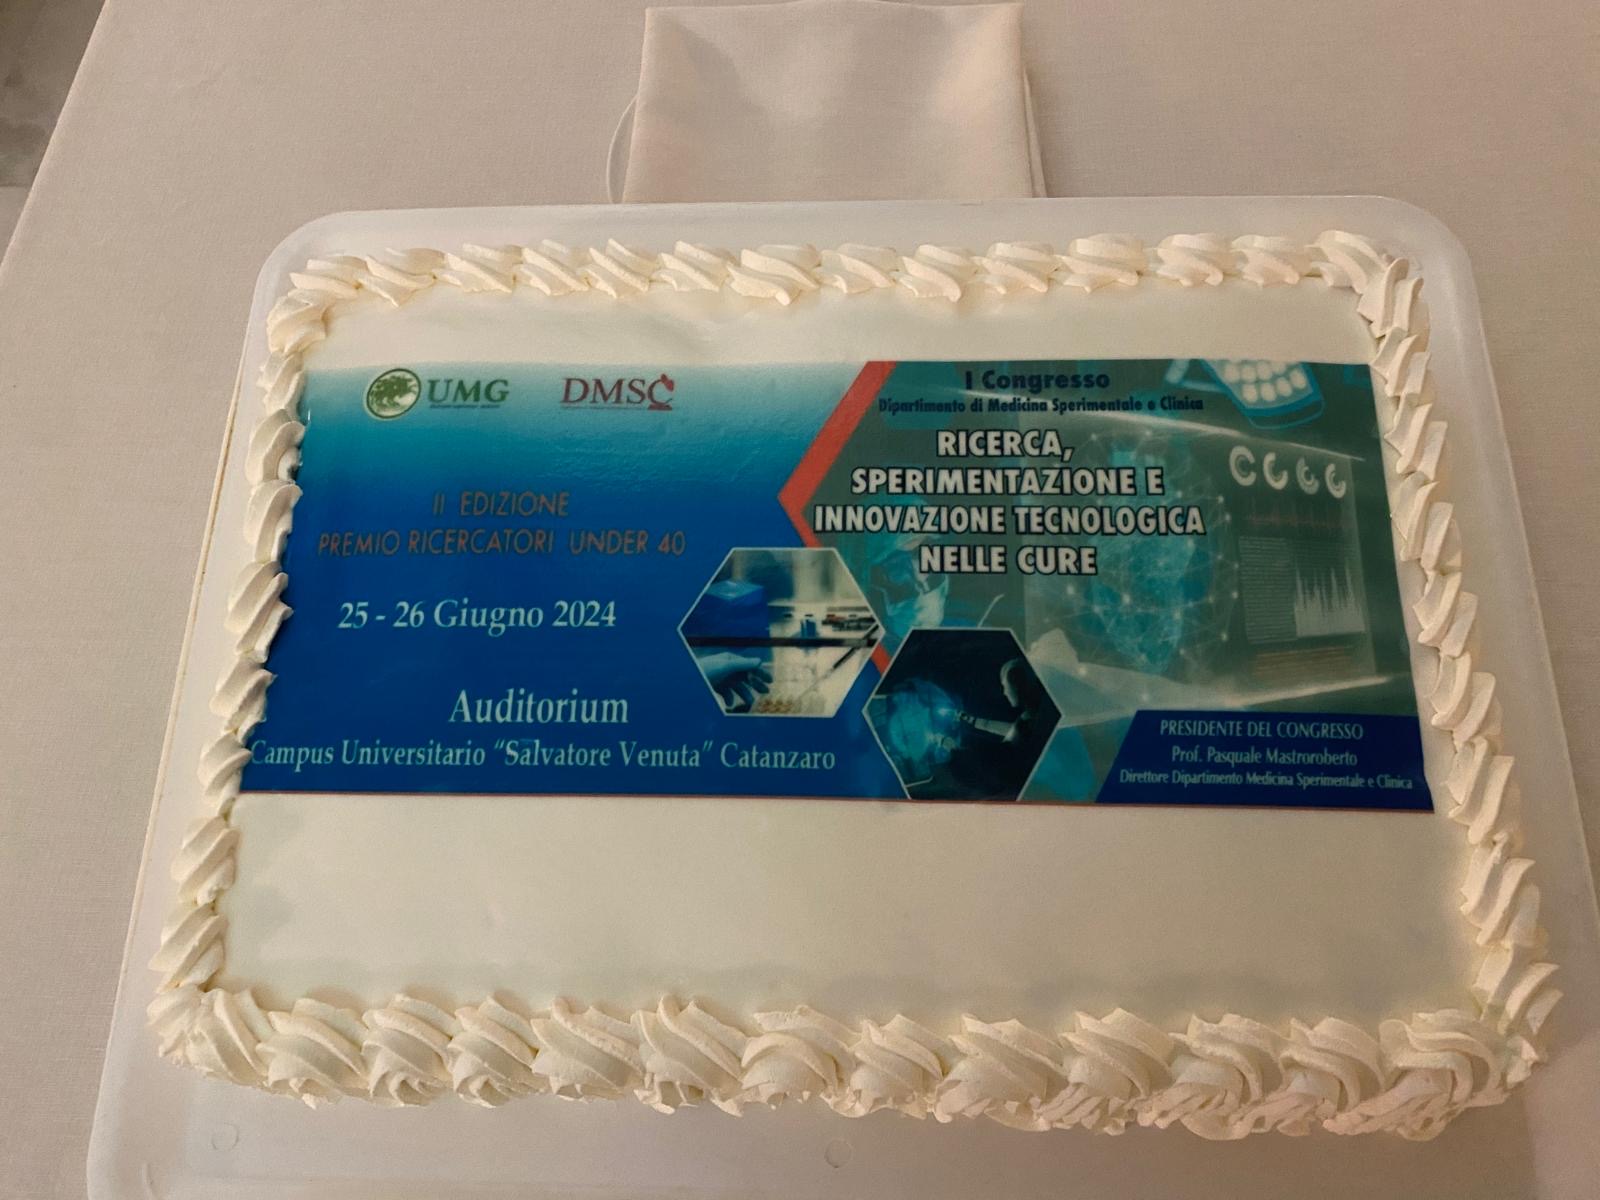 UMG
DMSC
II EDIZIONE
PREMIO RICERCATORI UNDER 40
25 - 26 Giugno 2024
Auditorium
Campus Universitario “Salvatore Venuta” Catanzaro
I Congresso
Dipartimento di Medicina Sperimentale e Clinica
RICERCA,
SPERIMENTAZIONE E
INNOVAZIONE TECNOLOGICA
NELLE CURE
PRESIDENTE DEL CONGRESSO
Prof. Pasquale Mastroroberto
Direttore Dipartimento Medicina Sperimentale e Clinica